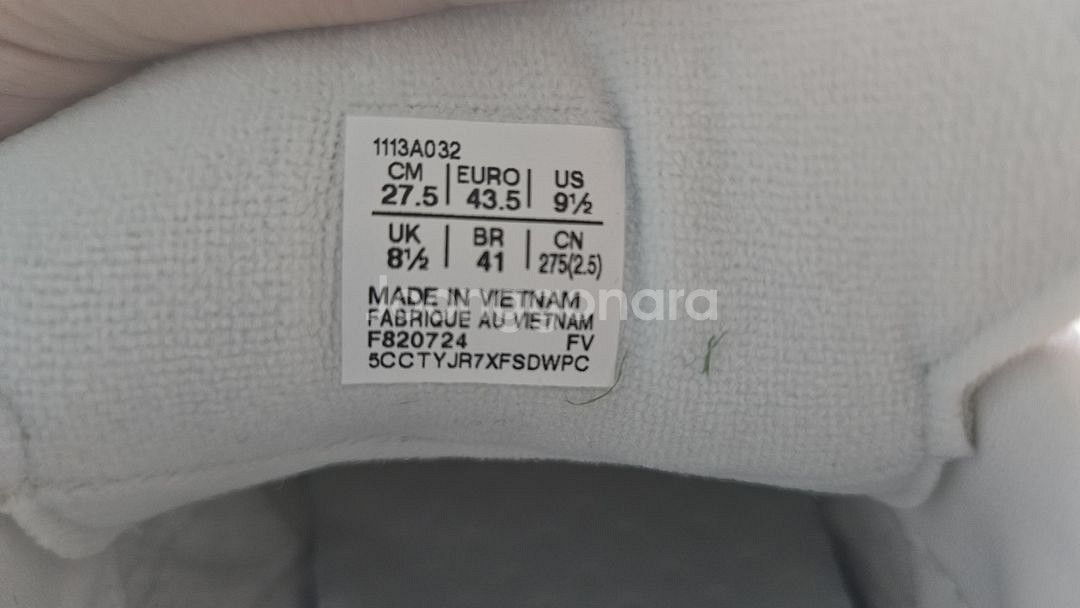 1113A032
CM | EURO | US
27.5 | 43.5 | 9½
UK | BR | CN
8½ | 41 | 275(2.5)
MADE IN VIETNAM
FABRIQUE AU VIETNAM
F820724 FV
5CCTYJR7XFSDWPC